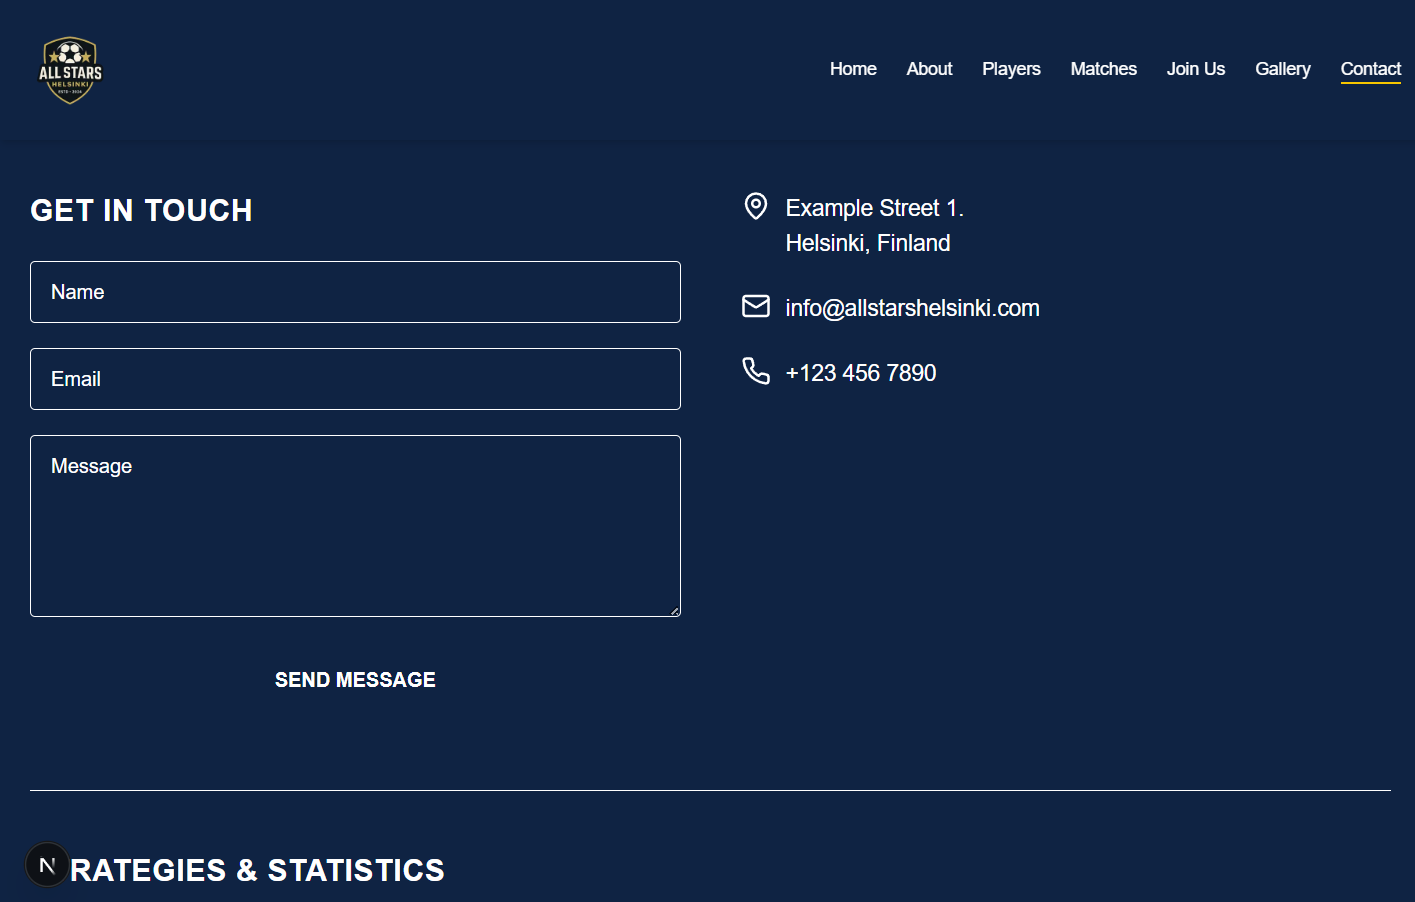 ALL STARS
HELSINKI
Home
About
Players
Matches
Join Us
Gallery
Contact
GET IN TOUCH
Name
Email
Message
SEND MESSAGE
Example Street 1.
Helsinki, Finland
info@allstarshelsinki.com
+123 456 7890
N
RATEGIES & STATISTICS